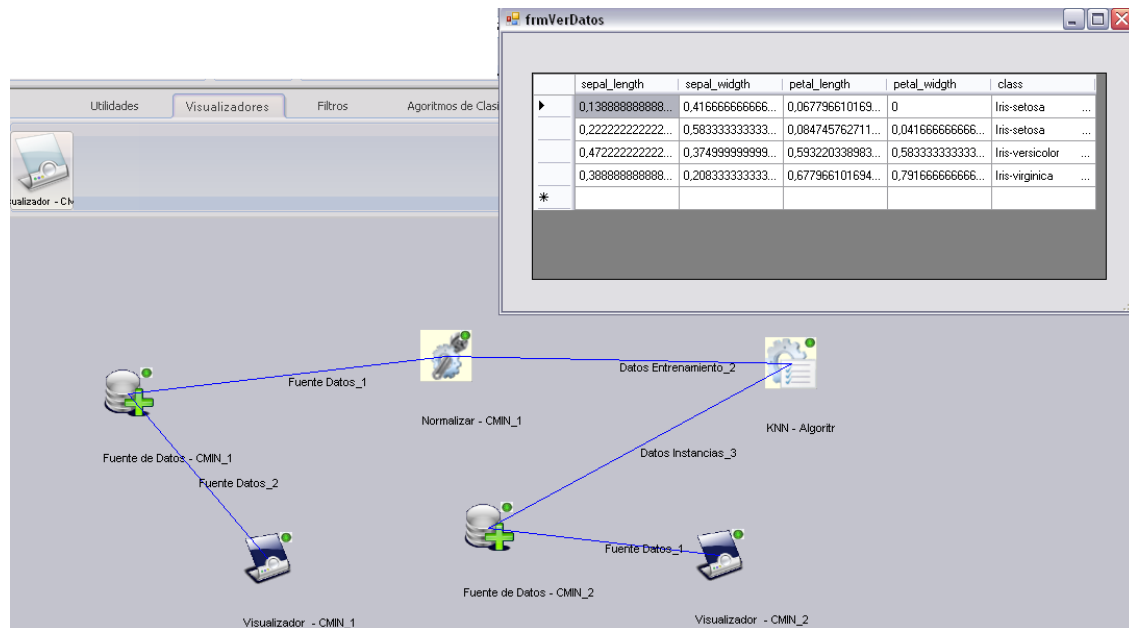 frmVerDatos
sepal_length sepal_widgth petal_length petal_widgth class
0,138888888888... 0,416666666666... 0,067796610169... 0 Iris-setosa ...
0,222222222222... 0,583333333333... 0,084745762711... 0,041666666666... Iris-setosa ...
0,472222222222... 0,374999999999... 0,593220338983... 0,583333333333... Iris-versicolor ...
0,388888888888... 0,208333333333... 0,677966101694... 0,791666666666... Iris-virginica ...
Utilidades Visualizadores Filtros Agoritmos de Clasi
ualizador - CM
Fuente Datos_1
Datos Entrenamiento_2
Normalizar - CMIN_1
KNN - Algoritr
Fuente de Datos - CMIN_1
Datos Instancias_3
Fuente Datos_2
Fuente Datos_1
Fuente de Datos - CMIN_2
Visualizador - CMIN_1
Visualizador - CMIN_2